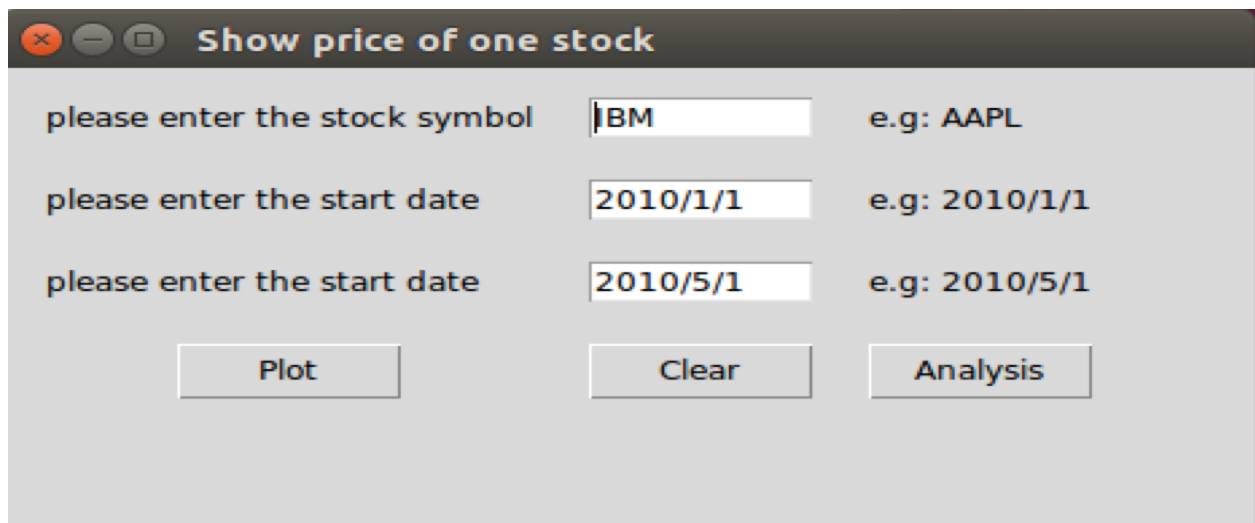 Show price of one stock
please enter the stock symbol IBM e.g: AAPL
please enter the start date 2010/1/1 e.g: 2010/1/1
please enter the start date 2010/5/1 e.g: 2010/5/1
Plot Clear Analysis